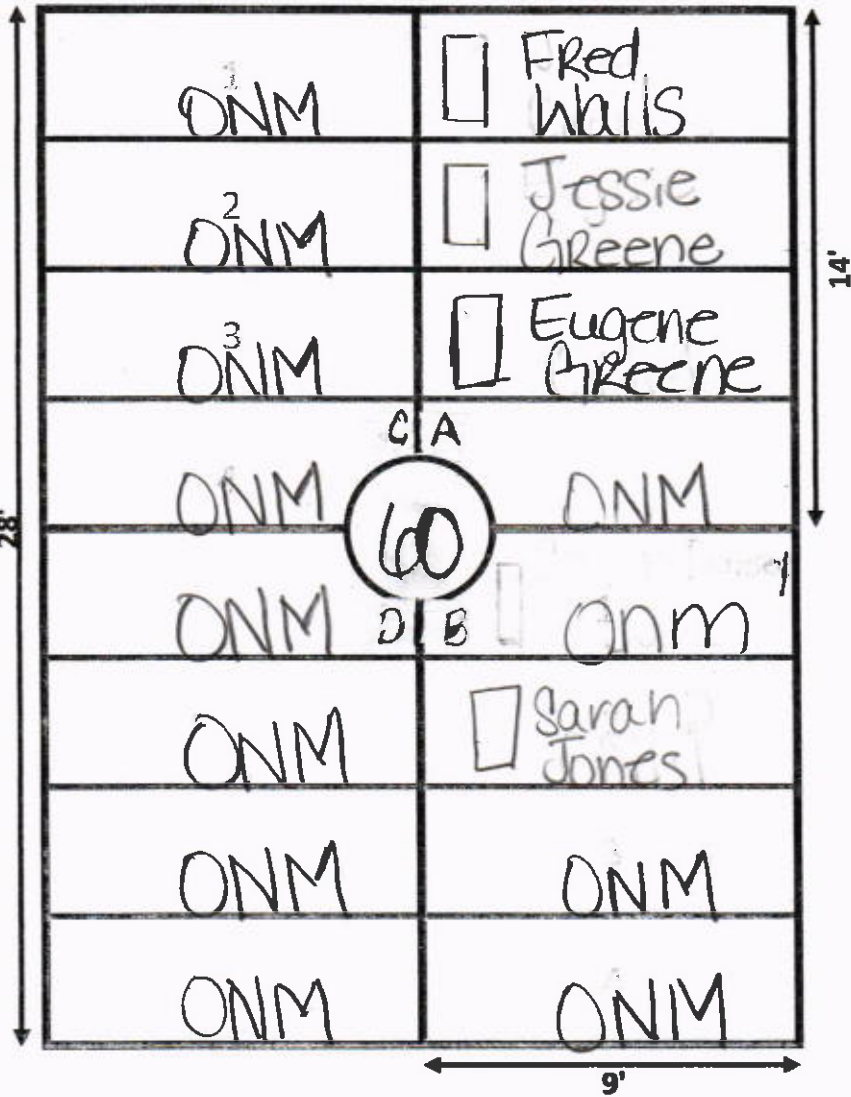 ONM
Fred
Walls
2
ONM
Jessie
Greene
3
ONM
Eugene
Greene
14'
28'
C A
ONM
ONM
60
ONM
D B
ONM
ONM
Sarah
Jones
ONM
ONM
ONM
ONM
9'